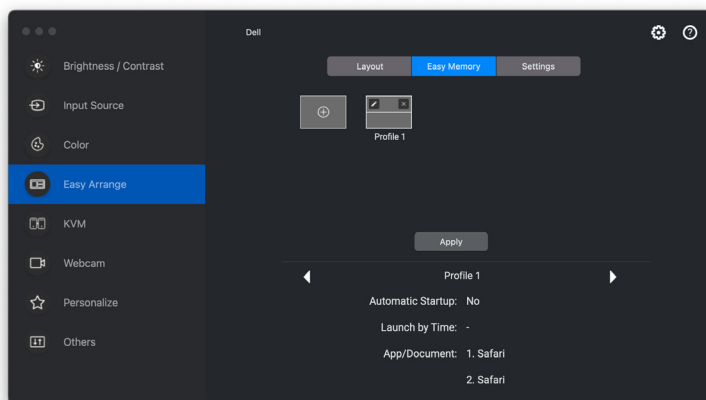 Dell
Brightness / Contrast
Input Source
Color
Easy Arrange
KVM
Webcam
Personalize
Others
Layout Easy Memory Settings
Profile 1
Apply
Profile 1
Automatic Startup: No
Launch by Time: -
App/Document: 1. Safari
2. Safari